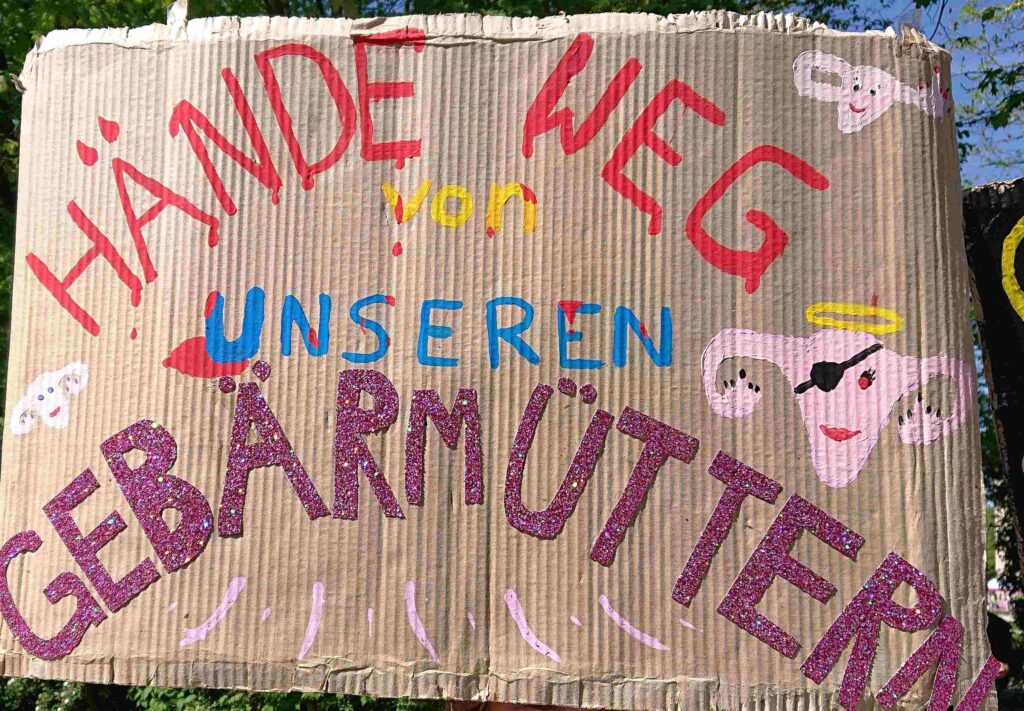 HÄNDE WEG
von
UNSEREN
GEBÄRMÜTTERN